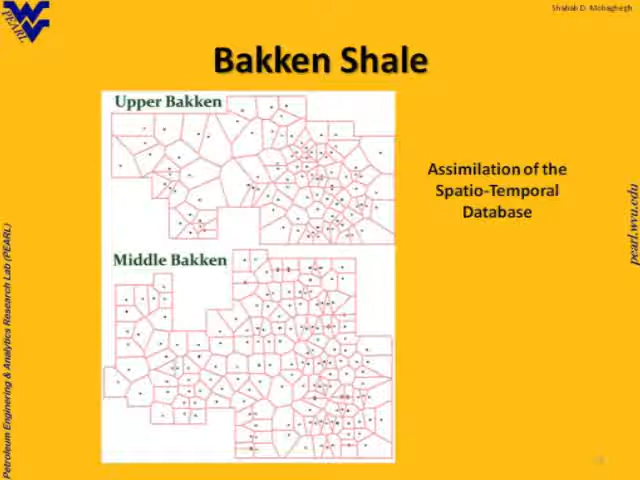 Shahab D. Mohaghegh
PEARL
Bakken Shale
Upper Bakken
Assimilation of the
Spatio-Temporal
Database
Middle Bakken
Petroleum Enginering & Analytics Research Lab (PEARL)
pearl.wvu.edu